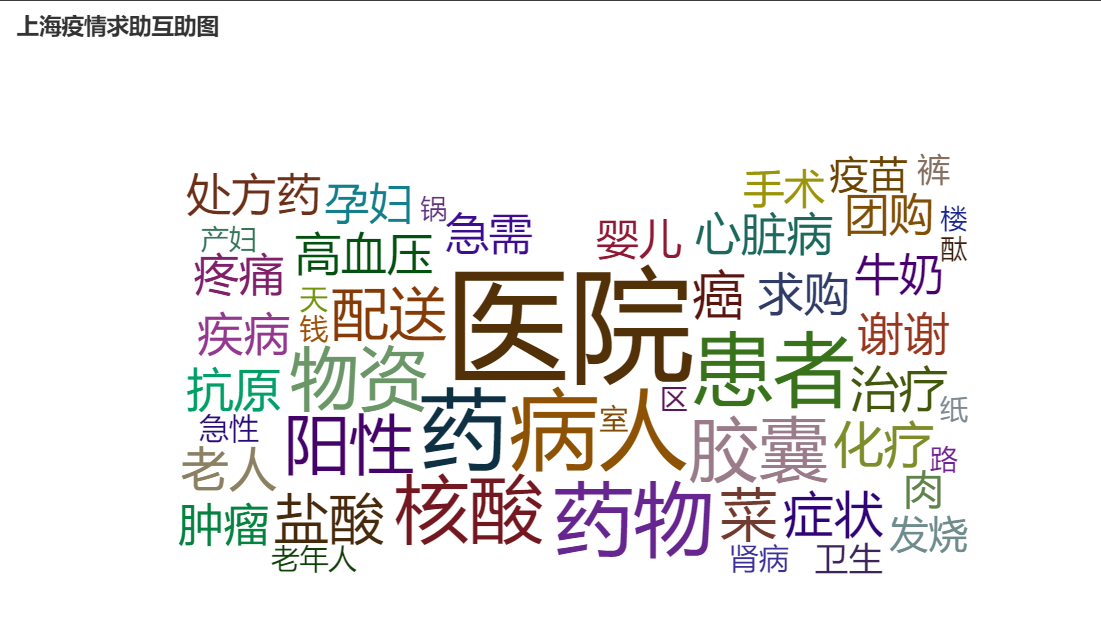 上海疫情求助互助图
处方药
孕妇
锅
急需
婴儿
手术
疫苗
裤
心脏病
团购
楼
酞
产妇
疼痛
高血压
牛奶
医院
癌
求购
天
钱
配送
疾病
谢谢
物资
患者
抗原
治疗
药
病人
区
室
纸
急性
阳性
胶囊
化疗
路
老人
肉
核酸
药物
菜
症状
肿瘤
盐酸
发烧
老年人
肾病
卫生